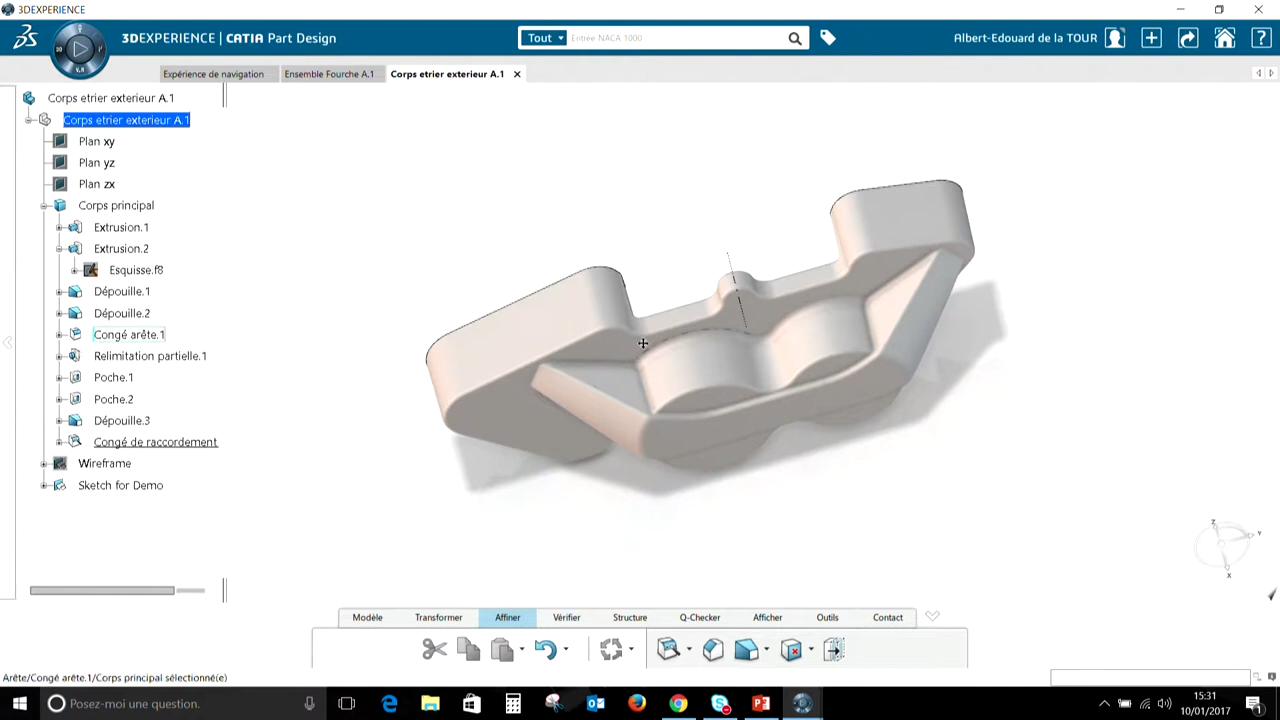 3DEXPERIENCE
3DEXPERIENCE | CATIA Part Design
Tout
Entrée NACA 1000
Albert-Edouard de la TOUR
Expérience de navigation
Ensemble Fourche A.1
Corps etrier exterieur A.1
Corps etrier exterieur A.1
Corps etrier exterieur A.1
Plan xy
Plan yz
Plan zx
Corps principal
Extrusion.1
Extrusion.2
Esquisse.f8
Dépouille.1
Dépouille.2
Congé arête.1
Relimitation partielle.1
Poche.1
Poche.2
Dépouille.3
Congé de raccordement
Wireframe
Sketch for Demo
z
y
x
Modèle
Transformer
Affiner
Vérifier
Structure
Q-Checker
Afficher
Outils
Contact
Arête/Congé arête.1/Corps principal sélectionné(e)
Posez-moi une question.
15:31
10/01/2017